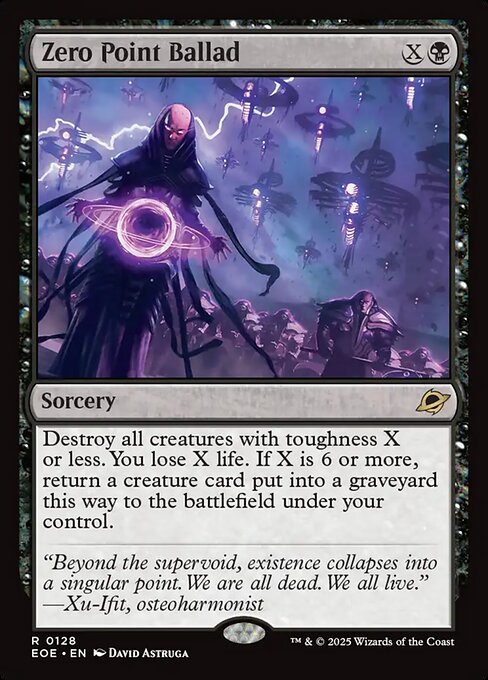 Zero Point Ballad X
Sorcery
Destroy all creatures with toughness X
or less. You lose X life. If X is 6 or more,
return a creature card put into a graveyard
this way to the battlefield under your
control.
“Beyond the supervoid, existence collapses into
a singular point. We are all dead. We all live.”
—Xu-Ifit, osteoharmonist
R 0128
EOE • EN DAVID ASTRUGA
™ & © 2025 Wizards of the Coast